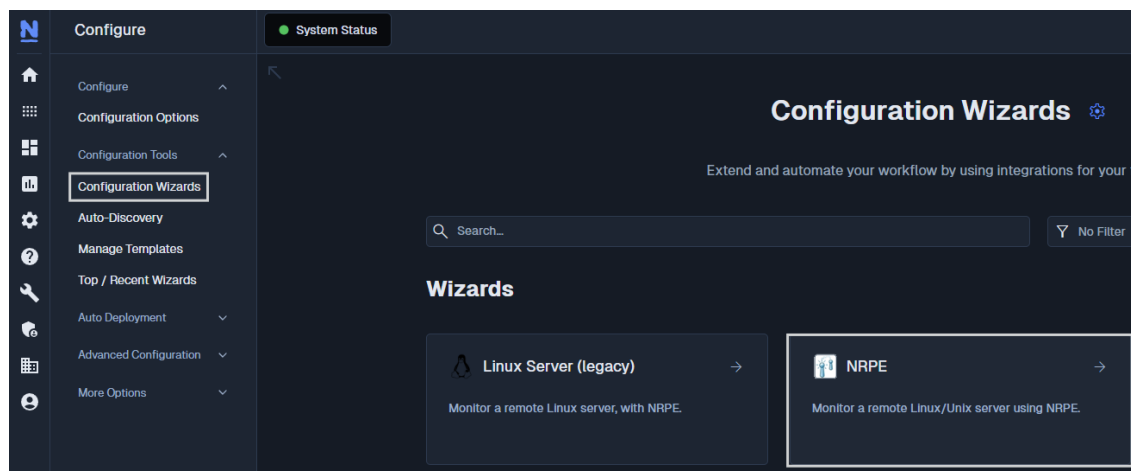 N
Configure
System Status
Configure
Configuration Options
Configuration Tools
Configuration Wizards
Auto-Discovery
Manage Templates
Top / Recent Wizards
Auto Deployment
Advanced Configuration
More Options
Configuration Wizards
Extend and automate your workflow by using integrations for your
Search...
No Filter
Wizards
Linux Server (legacy)
Monitor a remote Linux server, with NRPE.
NRPE
Monitor a remote Linux/Unix server using NRPE.